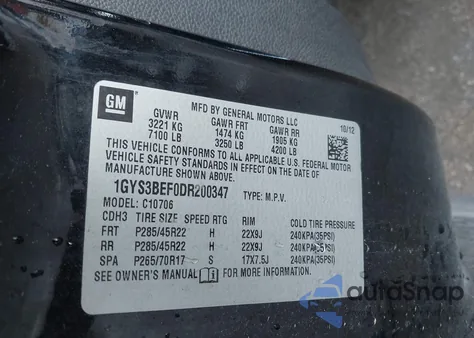 GM
MFD BY GENERAL MOTORS LLC
10/12
GVWR GAWR FRT GAWR RR
3221 KG 1474 KG 1905 KG
7100 LB 3250 LB 4200 LB
THIS VEHICLE CONFORMS TO ALL APPLICABLE U.S. FEDERAL MOTOR
VEHICLE SAFETY STANDARDS IN EFFECT ON THE DATE OF
MANUFACTURE SHOWN ABOVE.
1GYS3BEF0DR200347 TYPE: M.P.V.
MODEL: C10706
CDH3 TIRE SIZE SPEED RTG RIM COLD TIRE PRESSURE
FRT P285/45R22 H 22X9J 240KPA(35PSI)
RR P285/45R22 H 22X9J 240KPA(35PSI)
SPA P265/70R17 S 17X7.5J 240KPA(35PSI)
SEE OWNER'S MANUAL FOR MORE INFORMATION
autoSnap